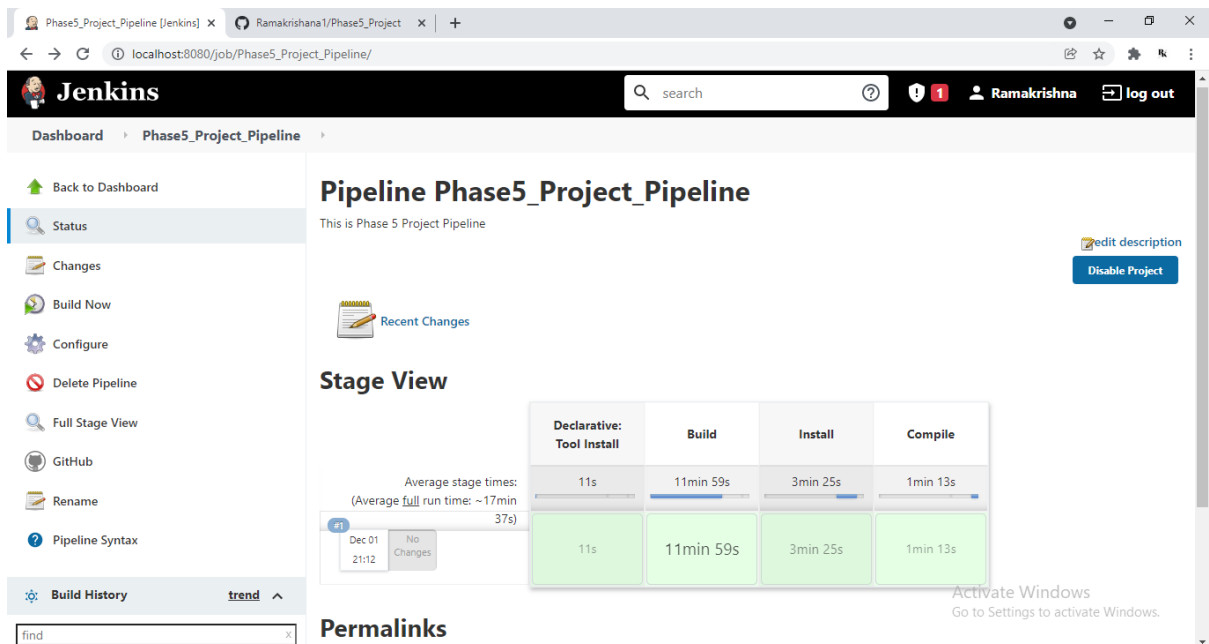 Phase5_Project_Pipeline [Jenkins]
Ramakrishana1/Phase5_Project
localhost:8080/job/Phase5_Project_Pipeline/
Jenkins
search
1
Ramakrishna
log out
Dashboard
Phase5_Project_Pipeline
Back to Dashboard
Status
Changes
Build Now
Configure
Delete Pipeline
Full Stage View
GitHub
Rename
Pipeline Syntax
Build History
trend
find
x
Pipeline Phase5_Project_Pipeline
This is Phase 5 Project Pipeline
edit description
Disable Project
Recent Changes
Stage View
Declarative:
Tool Install
Build
Install
Compile
Average stage times:
(Average full run time: ~17min
37s)
11s
11min 59s
3min 25s
1min 13s
#1
Dec 01
21:12
No
Changes
11s
11min 59s
3min 25s
1min 13s
Permalinks
Activate Windows
Go to Settings to activate Windows.